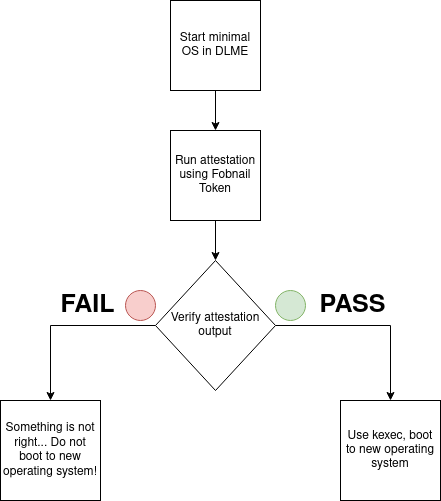 Start minimal
OS in DLME
Run attestation
using Fobnail
Token
FAIL
PASS
Verify attestation
output
Something is not
right... Do not
boot to new
operating system!
Use kexec, boot
to new operating
system